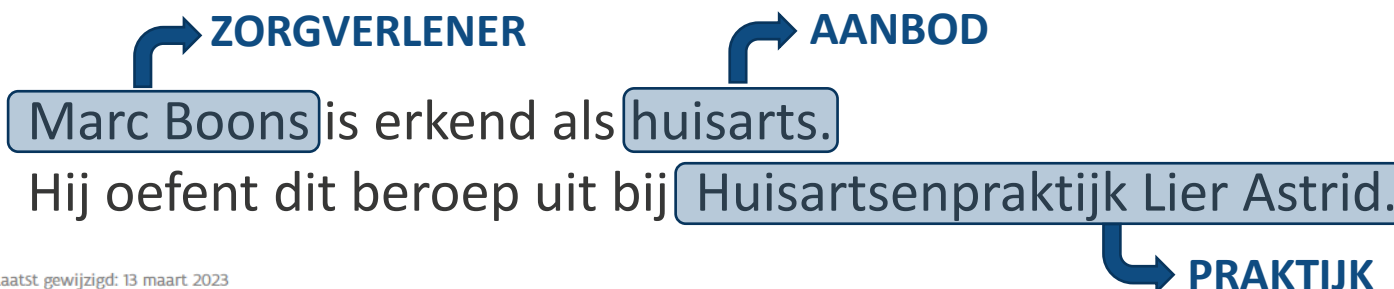 ZORGVERLENER AANBOD
Marc Boons is erkend als huisarts.
Hij oefent dit beroep uit bij Huisartsenpraktijk Lier Astrid.
aatst gewijzigd: 13 maart 2023
PRAKTIJK